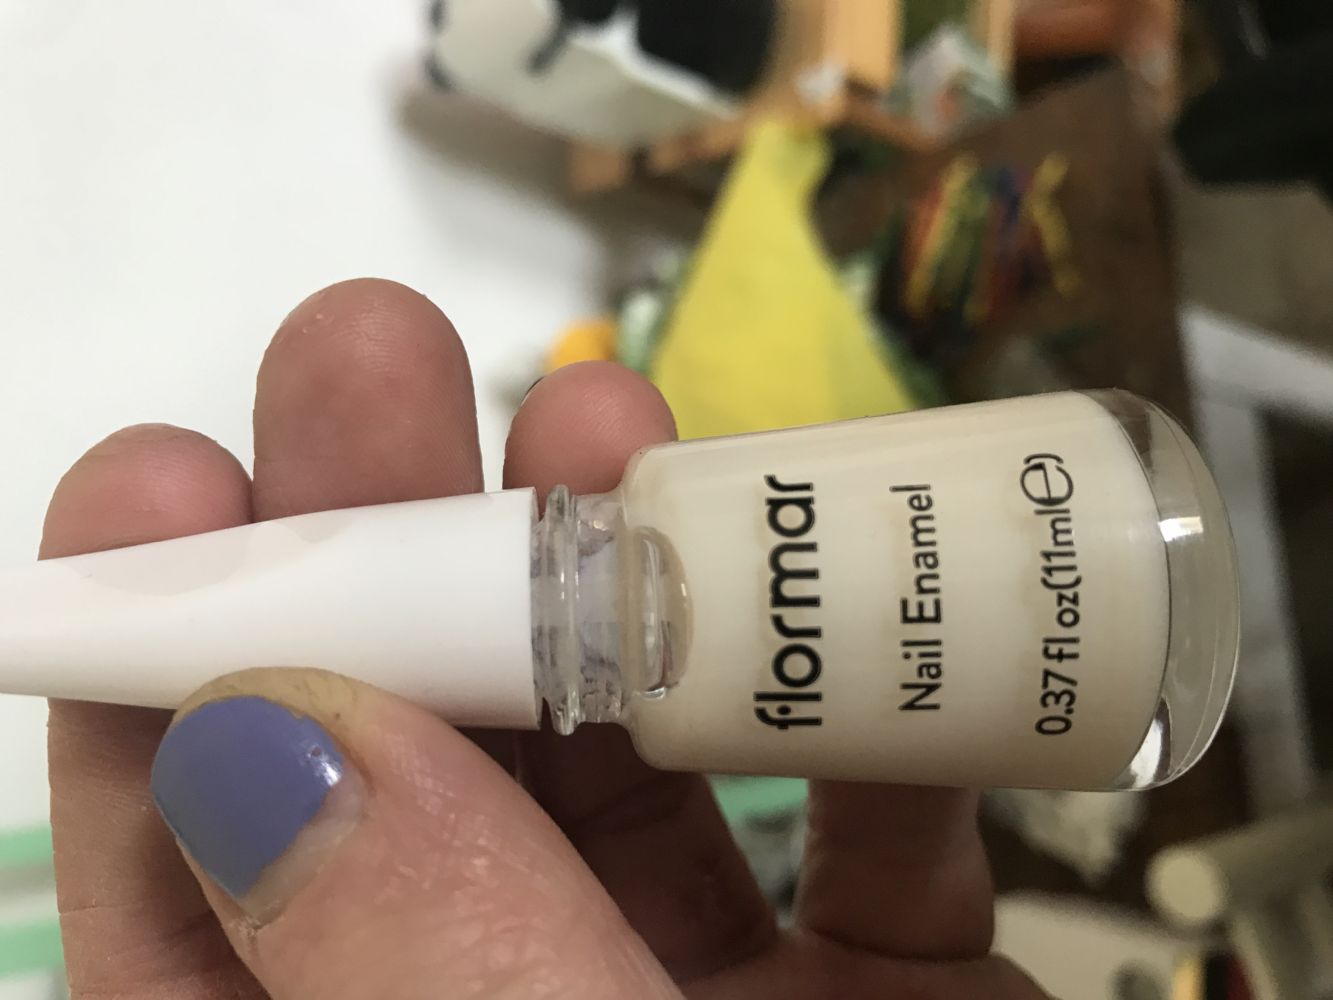 flormar
Nail Enamel
0.37 fl oz(11ml℮)